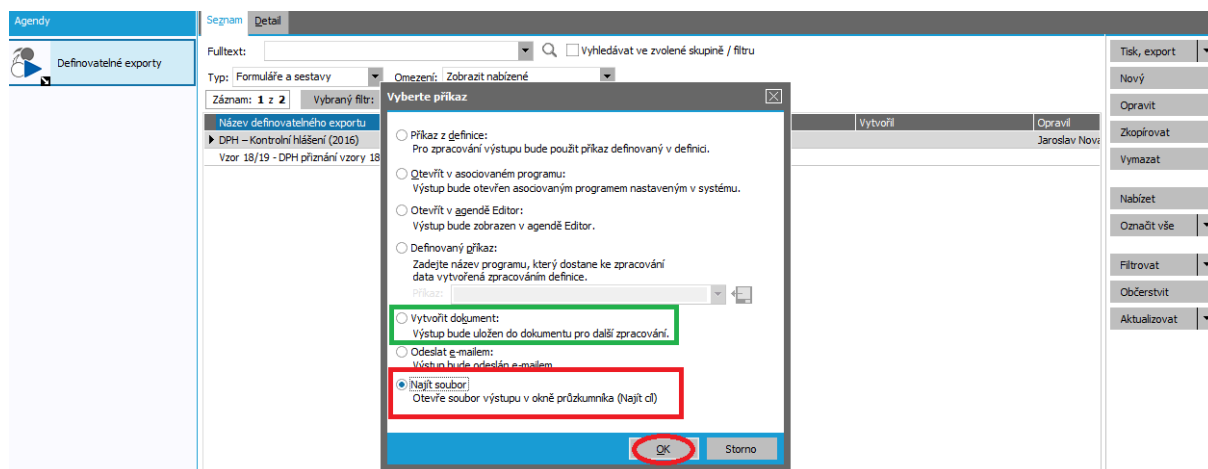 Agendy
Seznam Detail
Definovatelné exporty
Fulltext:
Vyhledávat ve zvolené skupině / filtru
Typ: Formuláře a sestavy Omezení: Zobrazit nabízené
Záznam: 1 z 2 Vybraný filtr:
Název definovatelného exportu Vytvořil Opravil
DPH – Kontrolní hlášení (2016) Jaroslav Nova
Vzor 18/19 - DPH přiznání vzory 18
Vyberte příkaz
Příkaz z definice:
Pro zpracování výstupu bude použit příkaz definovaný v definici.
Otevřít v asociovaném programu:
Výstup bude otevřen asociovaným programem nastaveným v systému.
Otevřít v agendě Editor:
Výstup bude zobrazen v agendě Editor.
Definovaný příkaz:
Zadejte název programu, který dostane ke zpracování
data vytvořená zpracováním definice.
Příkaz:
Vytvořit dokument:
Výstup bude uložen do dokumentu pro další zpracování.
Odeslat e-mailem:
Výstup bude odeslán e-mailem
Najít soubor
Otevře soubor výstupu v okně průzkumníka (Najít cíl)
OK Storno
Tisk, export
Nový
Opravit
Zkopírovat
Vymazat
Nabízet
Označit vše
Filtrovat
Občerstvit
Aktualizovat